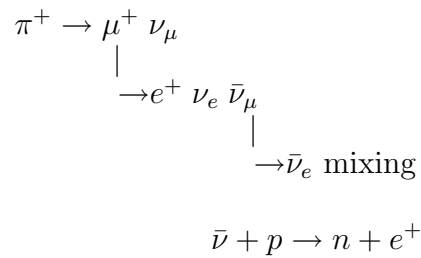 π⁺ → μ⁺ ν_μ
|
→e⁺ ν_e ν̄_μ
|
→ν̄_e mixing
ν̄ + p → n + e⁺